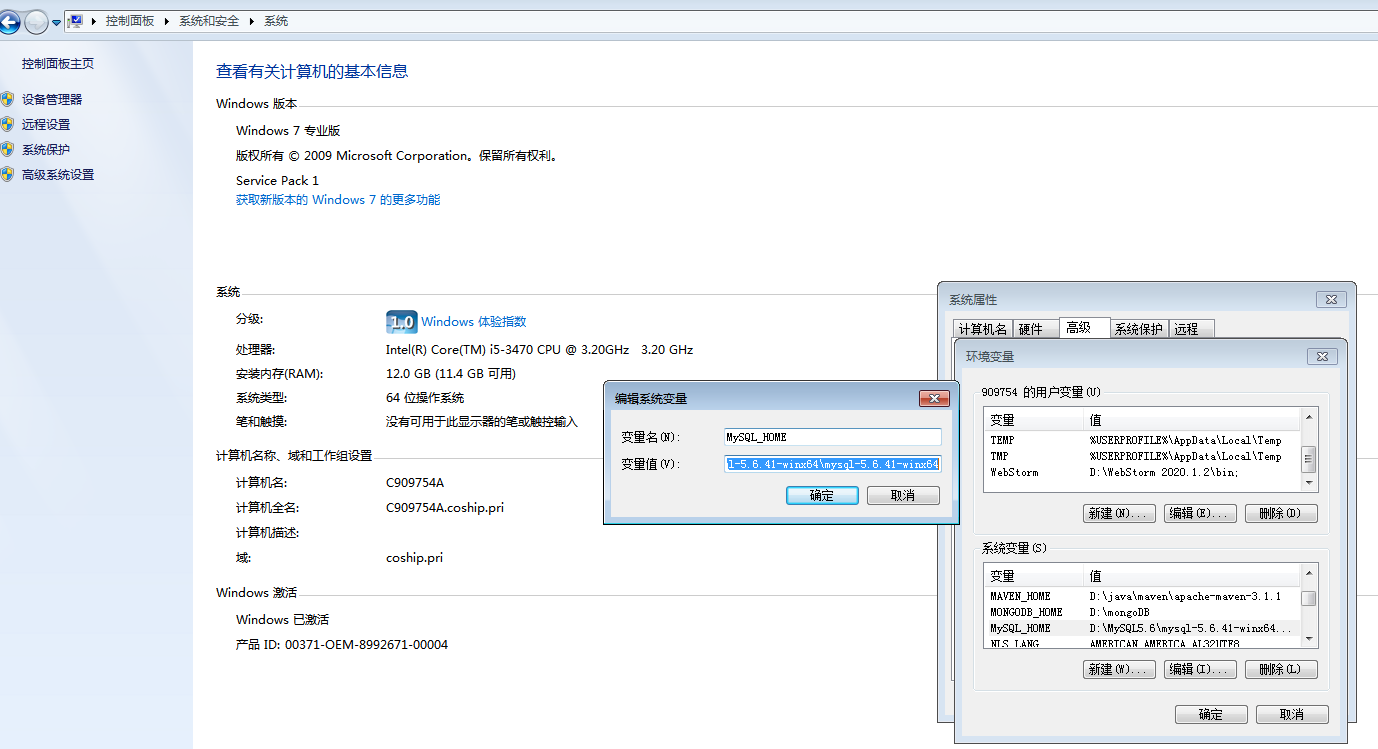 控制面板 系统和安全 系统
控制面板主页
设备管理器
远程设置
系统保护
高级系统设置
查看有关计算机的基本信息
Windows 版本
Windows 7 专业版
版权所有 © 2009 Microsoft Corporation。保留所有权利。
Service Pack 1
获取新版本的 Windows 7 的更多功能
系统
分级:
1.0 Windows 体验指数
处理器:
Intel(R) Core(TM) i5-3470 CPU @ 3.20GHz 3.20 GHz
安装内存(RAM):
12.0 GB (11.4 GB 可用)
系统类型:
64 位操作系统
笔和触摸:
没有可用于此显示器的笔或触控输入
计算机名称、域和工作组设置
计算机名:
C909754A
计算机全名:
C909754A.coship.pri
计算机描述:
域:
coship.pri
Windows 激活
Windows 已激活
产品 ID: 00371-OEM-8992671-00004
编辑系统变量
变量名(N): MySQL_HOME
变量值(V): l-5.6.41-winx64\mysql-5.6.41-winx64
确定 取消
系统属性
计算机名 硬件 高级 系统保护 远程
环境变量
909754 的用户变量(U)
变量 值
TEMP %USERPROFILE%\AppData\Local\Temp
TMP %USERPROFILE%\AppData\Local\Temp
WebStorm D:\WebStorm 2020.1.2\bin;
新建(N)... 编辑(E)... 删除(D)
系统变量(S)
变量 值
MAVEN_HOME D:\java\maven\apache-maven-3.1.1
MONGODB_HOME D:\mongoDB
MySQL_HOME D:\MySQL5.6\mysql-5.6.41-winx64...
NLS_LANG AMERICAN_AMERICA.AL32UTF8
新建(W)... 编辑(I)... 删除(L)
确定 取消